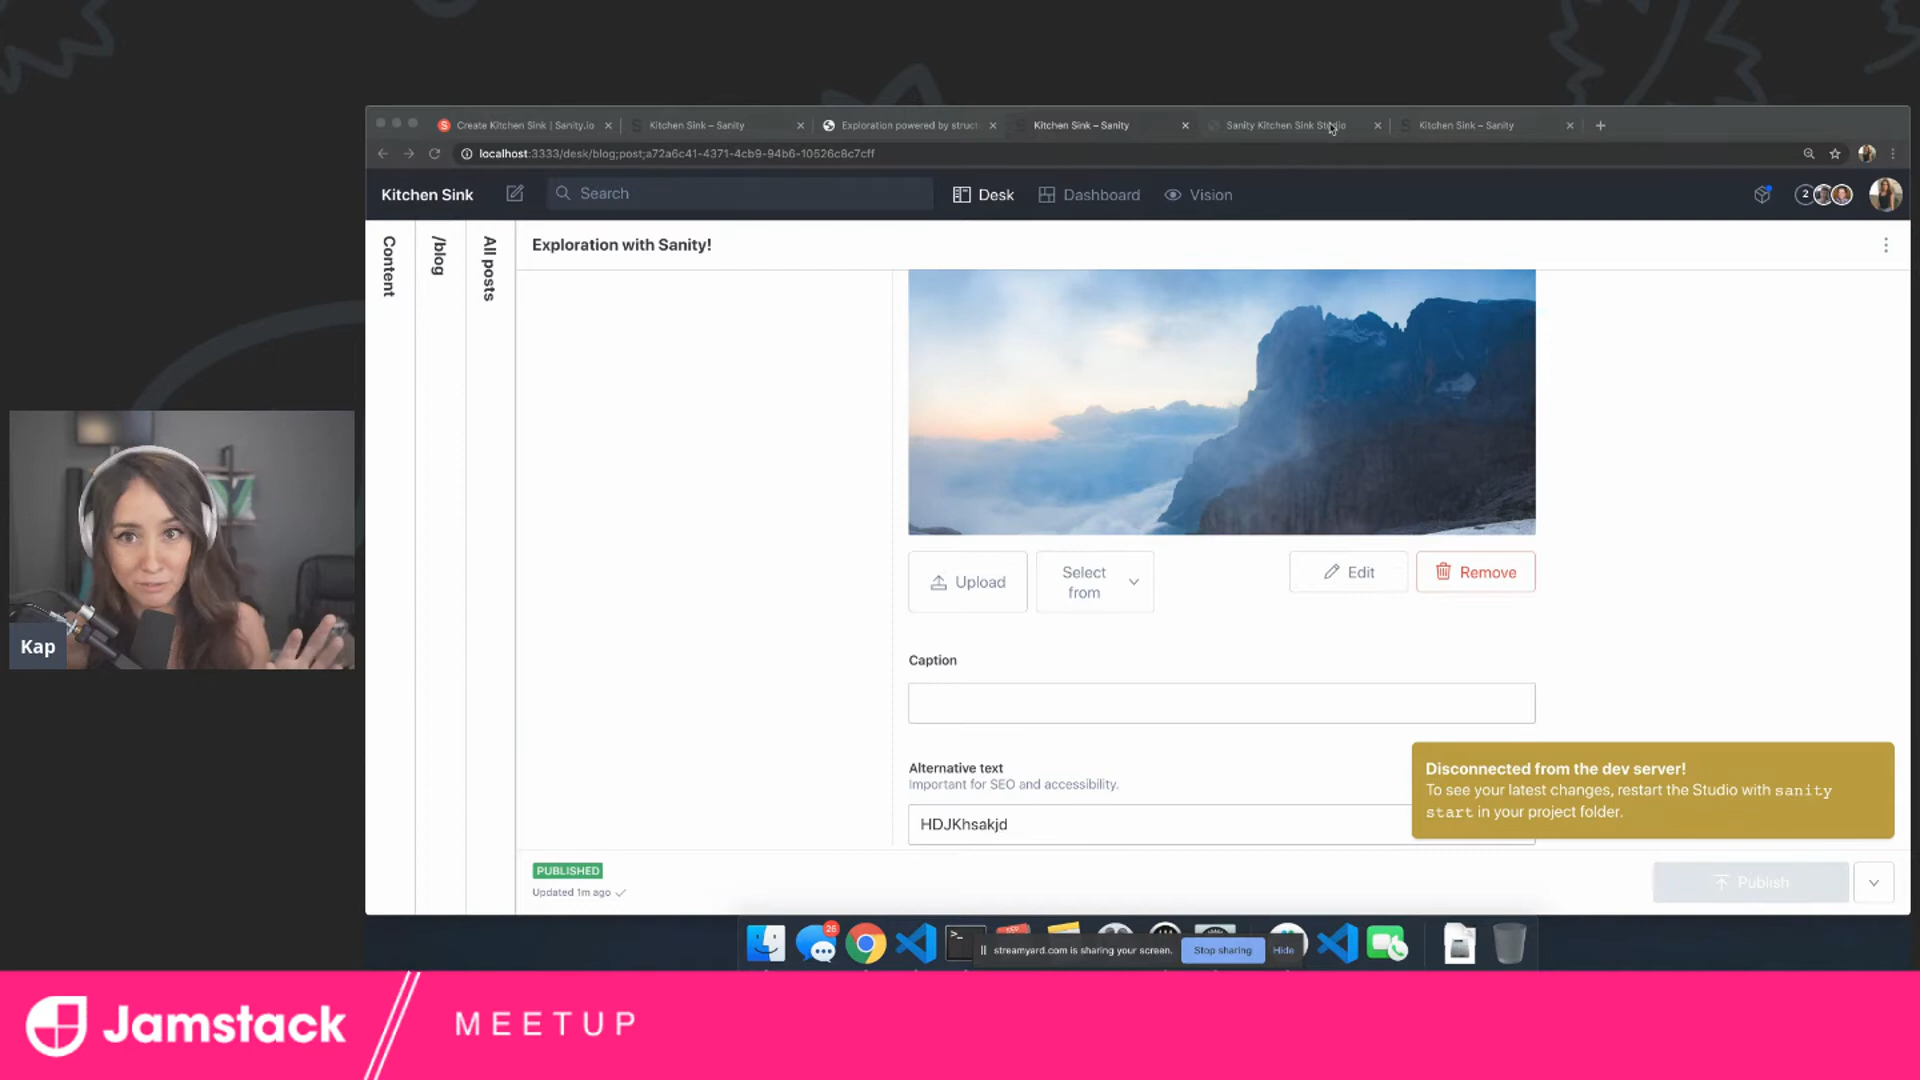 Create Kitchen Sink | Sanity.io
Kitchen Sink – Sanity
Exploration powered by struct
Kitchen Sink – Sanity
Sanity Kitchen Sink Studio
Kitchen Sink – Sanity
localhost:3333/desk/blog;post;a72a6c41-4371-4cb9-94b6-10526c8c7cff
Kitchen Sink
Search
Desk
Dashboard
Vision
2
Content
/blog
All posts
Exploration with Sanity!
Upload
Select
from
Edit
Remove
Caption
Alternative text
Important for SEO and accessibility.
HDJKhsakjd
Disconnected from the dev server!
To see your latest changes, restart the Studio with sanity
start in your project folder.
PUBLISHED
Updated 1m ago
Publish
Kap
26
streamyard.com is sharing your screen.
Stop sharing
Hide
Jamstack
MEETUP